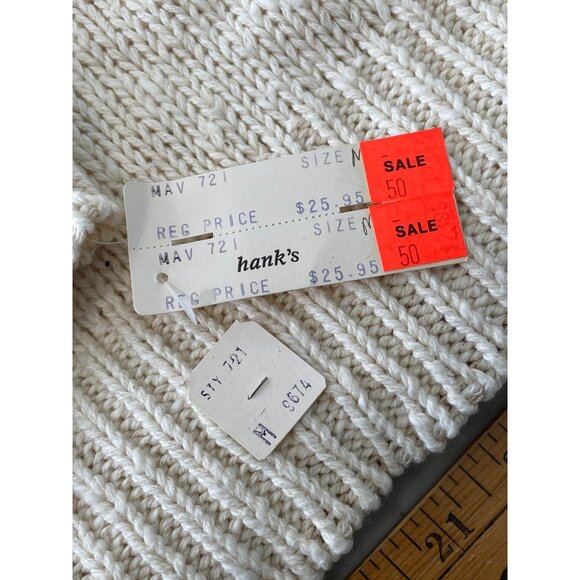 MAV 721 SIZE M SALE
REG PRICE $25.95 50
MAV 721 SIZE M SALE
hank's
REG PRICE $25.95 50
STY 721
M 9674
21